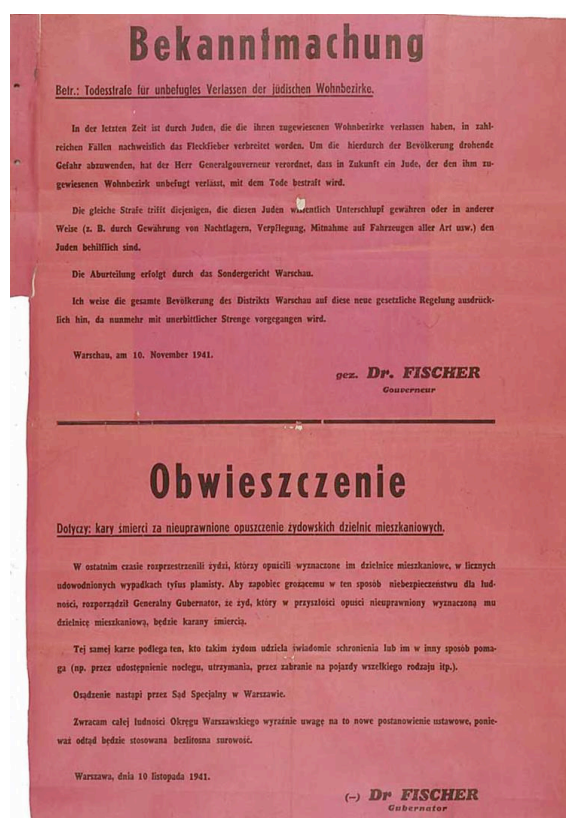 Bekanntmachung
Betr.: Todesstrafe für unbefugtes Verlassen der jüdischen Wohnbezirke.
In der letzten Zeit ist durch Juden, die die ihnen zugewiesenen Wohnbezirke verlassen haben, in zahl-
reichen Fällen nachweislich das Fleckfieber verbreitet worden. Um die hierdurch der Bevölkerung drohende
Gefahr abzuwenden, hat der Herr Generalgouverneur verordnet, dass in Zukunft ein Jude, der den ihm zu-
gewiesenen Wohnbezirk unbefugt verlässt, mit dem Tode bestraft wird.
Die gleiche Strafe trifft diejenigen, die diesen Juden wissentlich Unterschlupf gewähren oder in anderer
Weise (z. B. durch Gewährung von Nachtlagern, Verpflegung, Mitnahme auf Fahrzeugen aller Art usw.) den
Juden behilflich sind.
Die Aburteilung erfolgt durch das Sondergericht Warschau.
Ich weise die gesamte Bevölkerung des Distrikts Warschau auf diese neue gesetzliche Regelung ausdrück-
lich hin, da nunmehr mit unerbittlicher Strenge vorgegangen wird.
Warschau, am 10. November 1941.
gez. Dr. FISCHER
Gouverneur
Obwieszczenie
Dotyczy: kary śmierci za nieuprawnione opuszczenie żydowskich dzielnic mieszkaniowych.
W ostatnim czasie rozprzestrzenili żydzi, którzy opuścili wyznaczone im dzielnice mieszkaniowe, w licznych
udowodnionych wypadkach tyfus plamisty. Aby zapobiec grożącemu w ten sposób niebezpieczeństwu dla lud-
ności, rozporządził Generalny Gubernator, że żyd, który w przyszłości opuści nieuprawniony wyznaczoną mu
dzielnicę mieszkaniową, będzie karany śmiercią.
Tej samej karze podlega ten, kto takim żydom udziela świadomie schronienia lub im w inny sposób poma-
ga (np. przez udostępnienie noclegu, utrzymania, przez zabranie na pojazdy wszelkiego rodzaju itp.).
Osądzenie nastąpi przez Sąd Specjalny w Warszawie.
Zwracam całej ludności Okręgu Warszawskiego wyraźnie uwagę na to nowe postanowienie ustawowe, ponie-
waż odtąd będzie stosowana bezlitosna surowość.
Warszawa, dnia 10 listopada 1941.
(—) Dr FISCHER
Gubernator